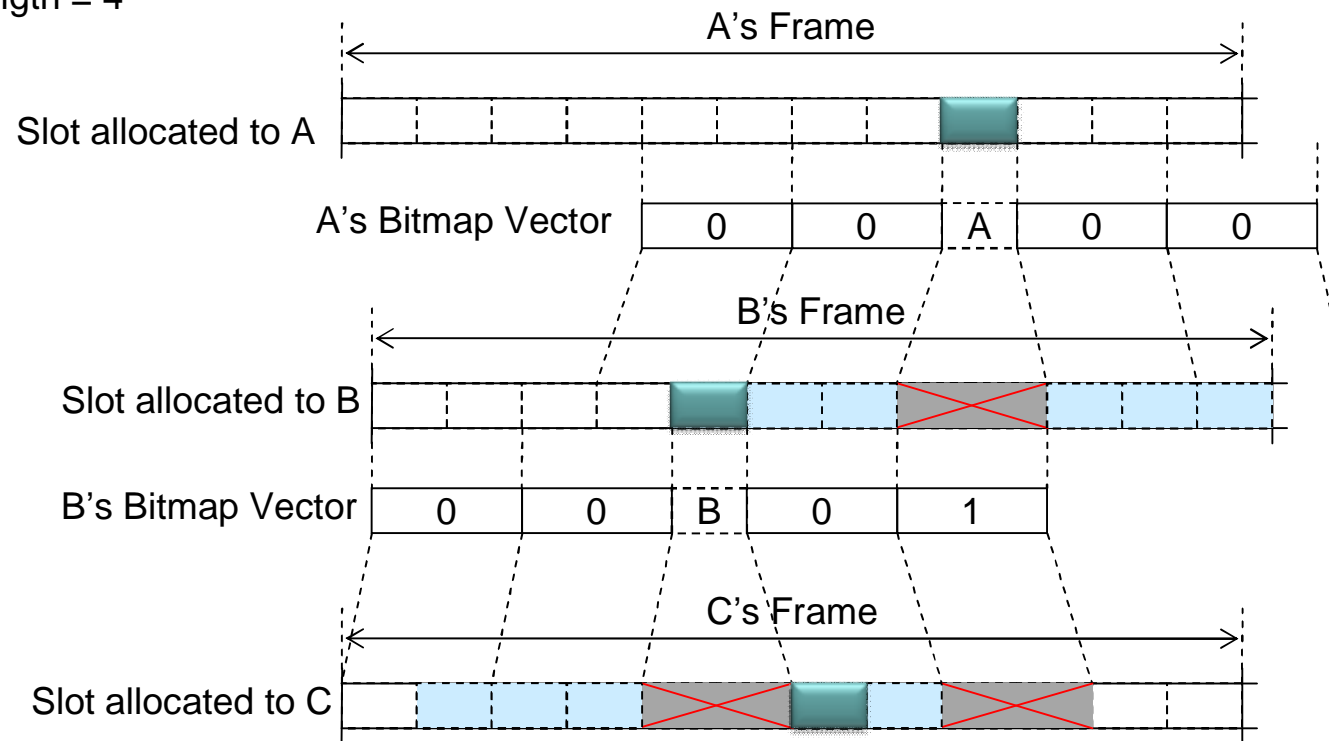 = 4
A's Frame
Slot allocated to A
A's Bitmap Vector 0 0 A 0 0
B's Frame
Slot allocated to B
B's Bitmap Vector 0 0 B 0 1
C's Frame
Slot allocated to C